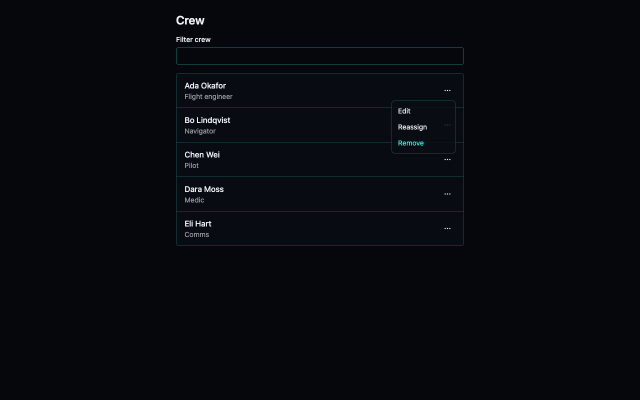 Crew
Filter crew
Ada Okafor
Flight engineer
...
Edit
Reassign
Remove
Bo Lindqvist
Navigator
...
Chen Wei
Pilot
...
Dara Moss
Medic
...
Eli Hart
Comms
...